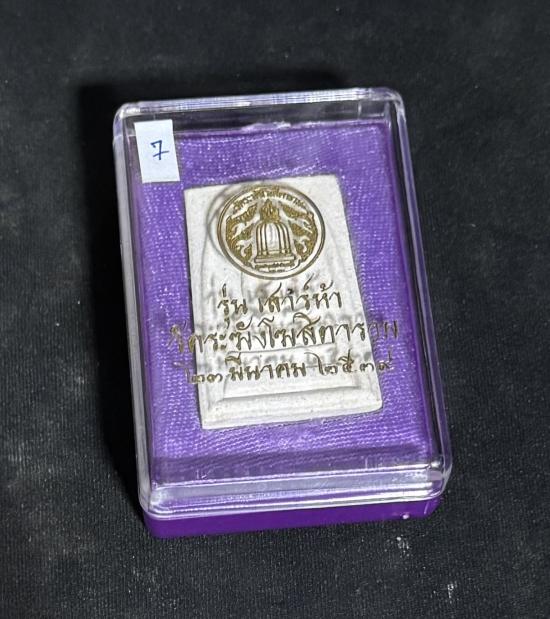 7
รุ่น เสาร์ห้า
วัดระฆังโฆสิตาราม
๒๓ มีนาคม ๒๕๓๙